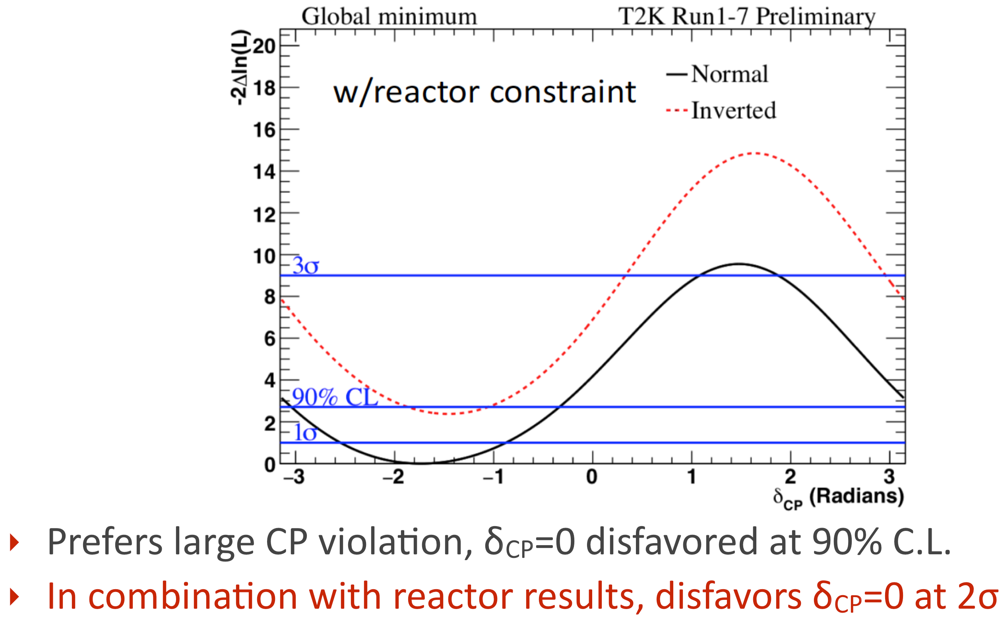 Global minimum T2K Run1-7 Preliminary
-2Δln(L)
20
18
16
14
12
10
8
6
4
2
0
w/reactor constraint
Normal
Inverted
3σ
90% CL
1σ
−3 −2 −1 0 1 2 3
δCP (Radians)
Prefers large CP violation, δCP=0 disfavored at 90% C.L.
In combination with reactor results, disfavors δCP=0 at 2σ